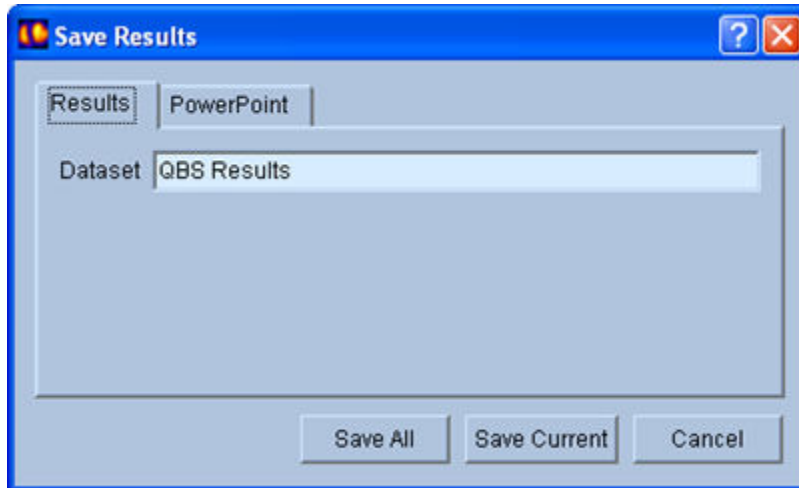 Save Results
Results PowerPoint
Dataset QBS Results
Save All Save Current Cancel